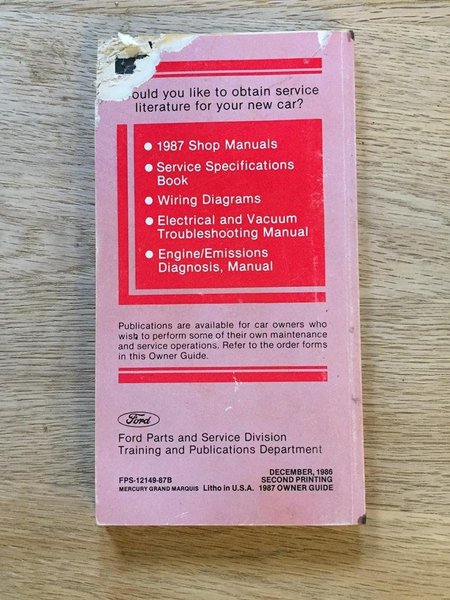 ould you like to obtain service
literature for your new car?
● 1987 Shop Manuals
● Service Specifications
Book
● Wiring Diagrams
● Electrical and Vacuum
Troubleshooting Manual
● Engine/Emissions
Diagnosis, Manual
Publications are available for car owners who
wish to perform some of their own maintenance
and service operations. Refer to the order forms
in this Owner Guide.
Ford
Ford Parts and Service Division
Training and Publications Department
DECEMBER, 1986
FPS-12149-87B SECOND PRINTING
MERCURY GRAND MARQUIS Litho in U.S.A. 1987 OWNER GUIDE